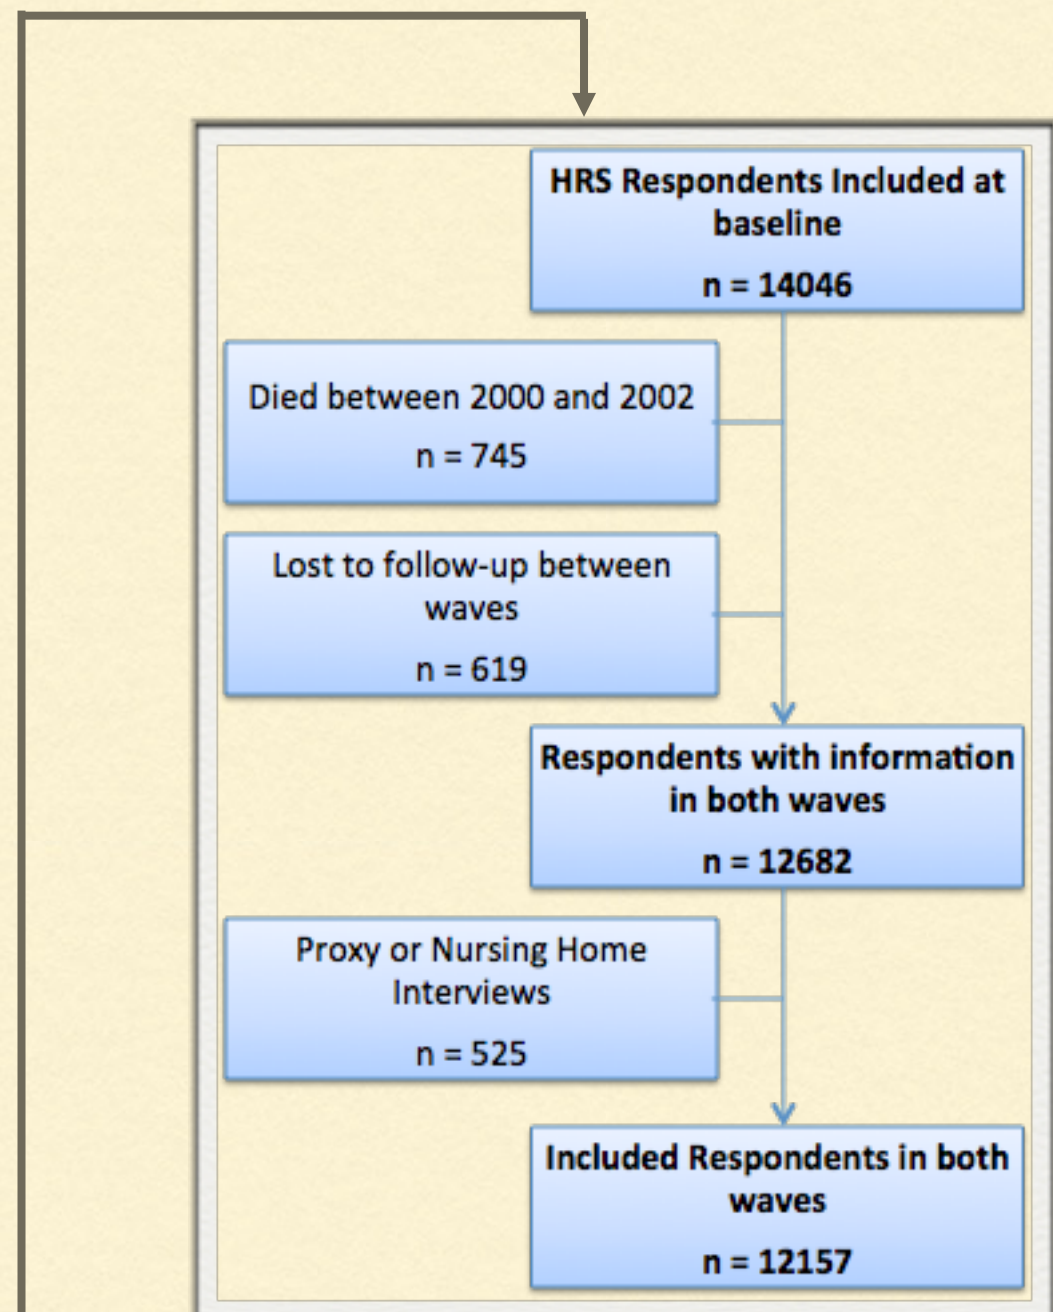 HRS Respondents Included at
baseline
n = 14046
Died between 2000 and 2002
n = 745
Lost to follow-up between
waves
n = 619
Respondents with information
in both waves
n = 12682
Proxy or Nursing Home
Interviews
n = 525
Included Respondents in both
waves
n = 12157